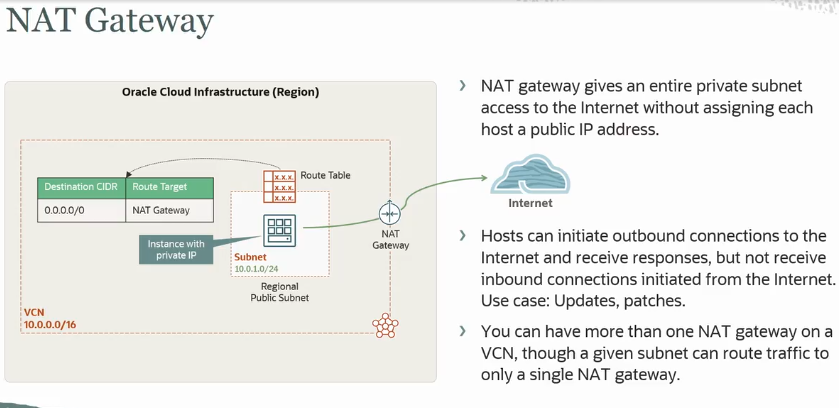 NAT Gateway
Oracle Cloud Infrastructure (Region)
Destination CIDR
Route Target
0.0.0.0/0
NAT Gateway
x.x.x.
x.x.x.
x.x.x.
Route Table
Instance with
private IP
Subnet
10.0.1.0/24
Regional
Public Subnet
NAT
Gateway
VCN
10.0.0.0/16
Internet
NAT gateway gives an entire private subnet
access to the Internet without assigning each
host a public IP address.
Hosts can initiate outbound connections to the
Internet and receive responses, but not receive
inbound connections initiated from the Internet.
Use case: Updates, patches.
You can have more than one NAT gateway on a
VCN, though a given subnet can route traffic to
only a single NAT gateway.